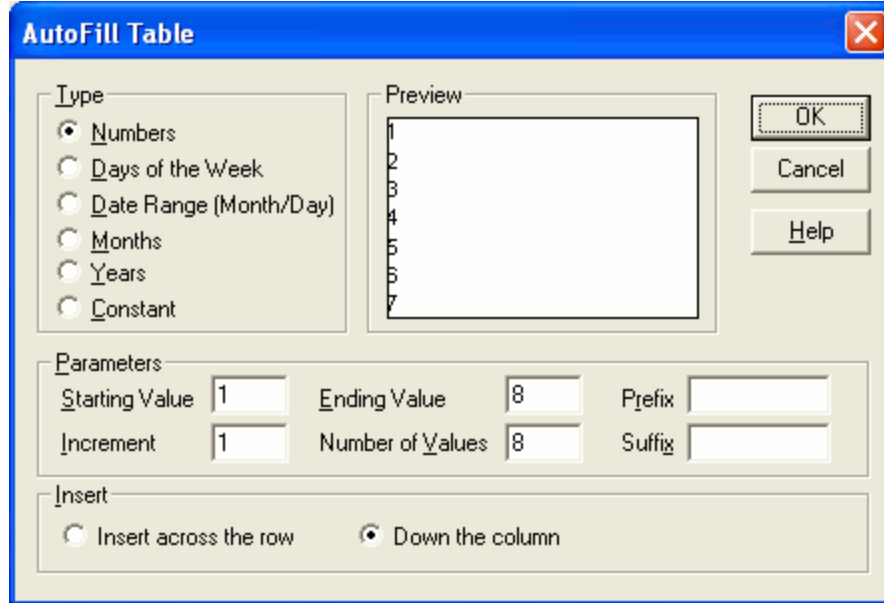 AutoFill Table
Type
Numbers
Days of the Week
Date Range (Month/Day)
Months
Years
Constant
Preview
1
2
3
4
5
6
7
OK
Cancel
Help
Parameters
Starting Value 1 Ending Value 8 Prefix
Increment 1 Number of Values 8 Suffix
Insert
Insert across the row Down the column